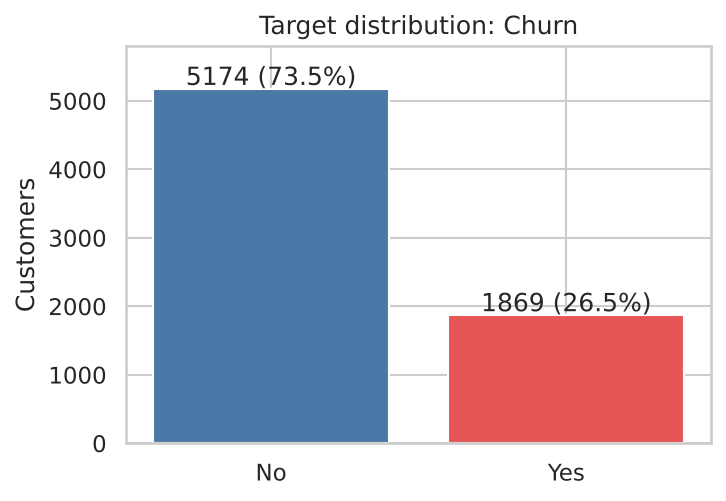 Target distribution: Churn
5174 (73.5%)
5000
4000
3000
Customers
1869 (26.5%)
2000
1000
0
No
Yes